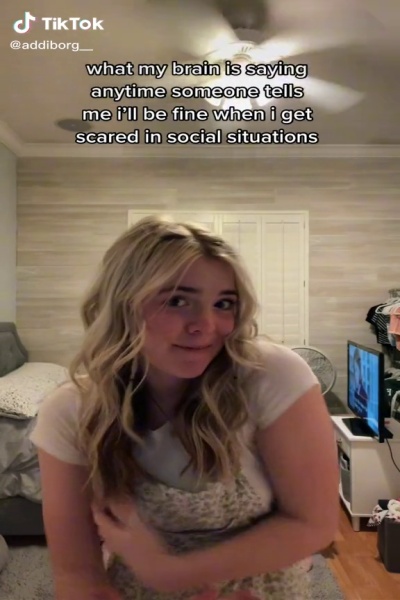 TikTok
@addiborg__
what my brain is saying
anytime someone tells
me i'll be fine when i get
scared in social situations